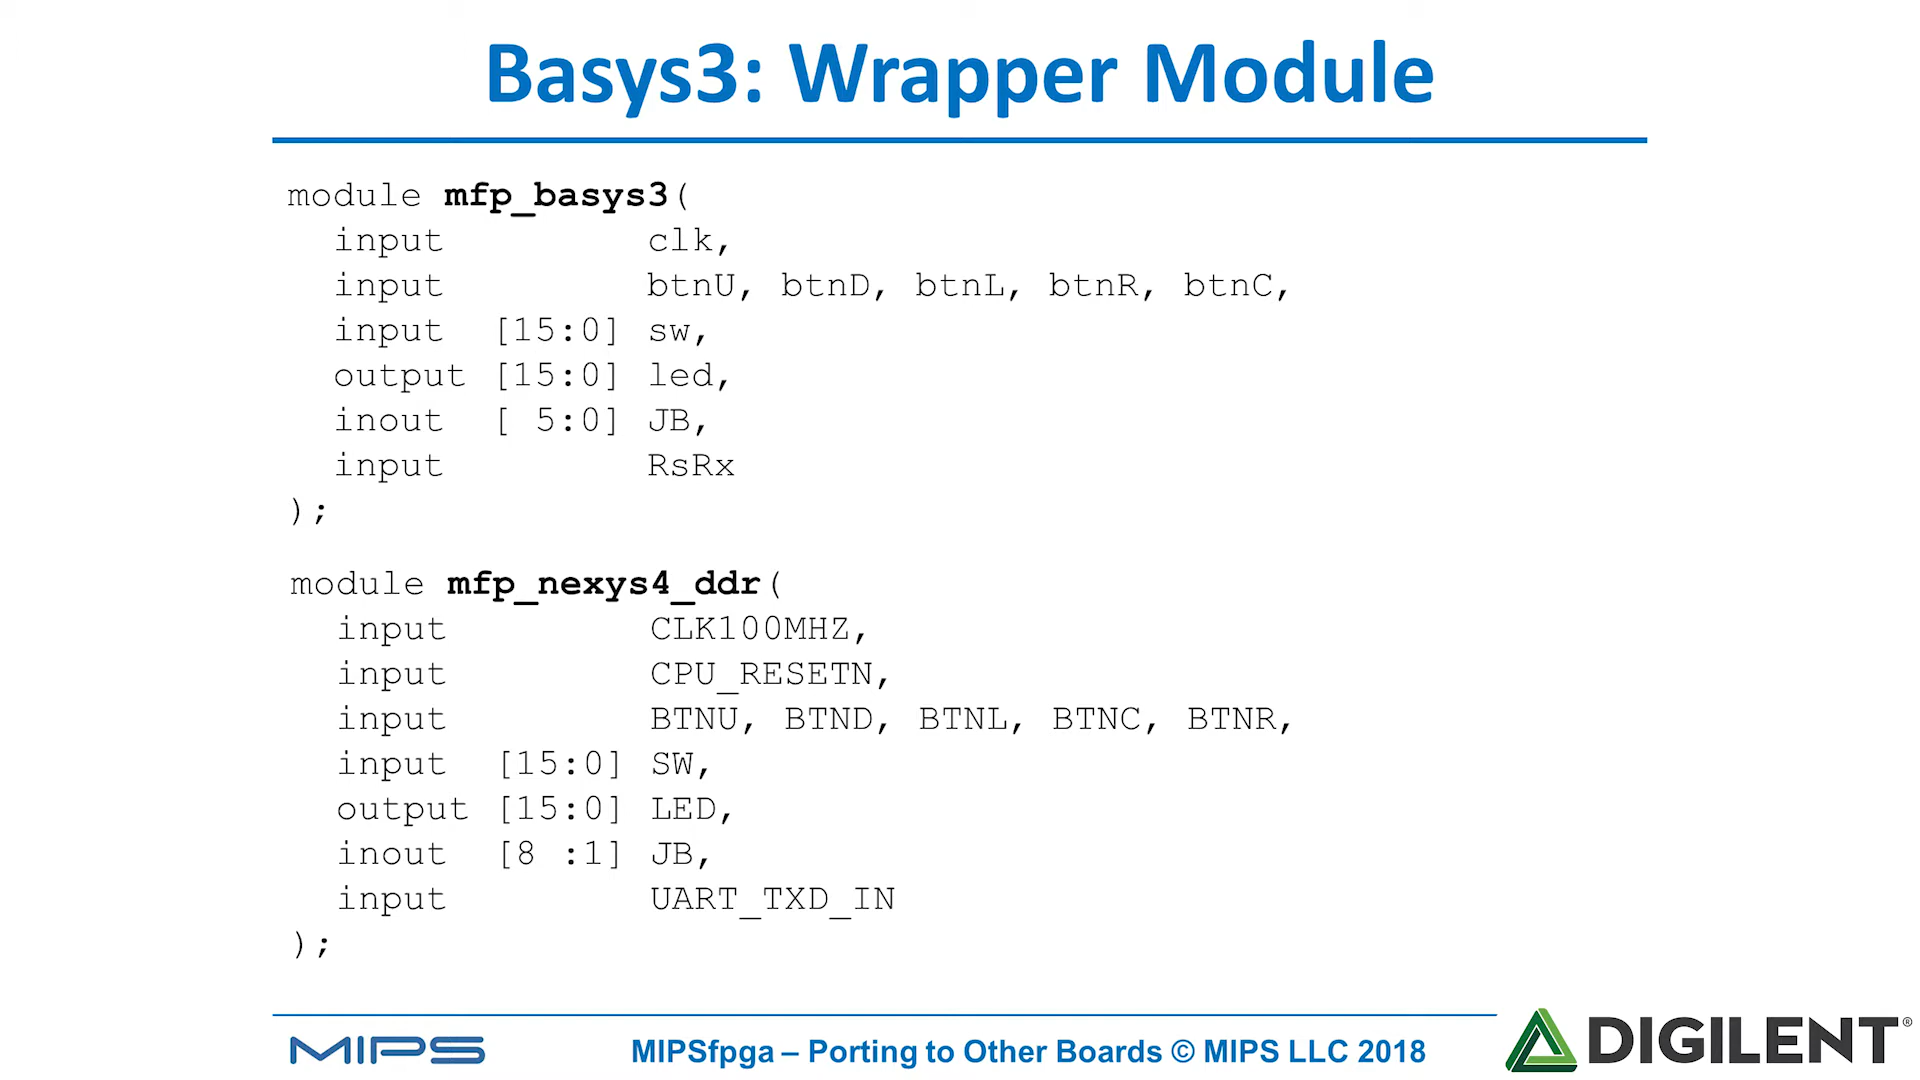 Basys3: Wrapper Module
module mfp_basys3(
input clk,
input btnU, btnD, btnL, btnR, btnC,
input [15:0] sw,
output [15:0] led,
inout [ 5:0] JB,
input RsRx
);
module mfp_nexys4_ddr(
input CLK100MHZ,
input CPU_RESETN,
input BTNU, BTND, BTNL, BTNC, BTNR,
input [15:0] SW,
output [15:0] LED,
inout [8 :1] JB,
input UART_TXD_IN
);
MIPS
MIPSfpga – Porting to Other Boards © MIPS LLC 2018
DIGILENT®